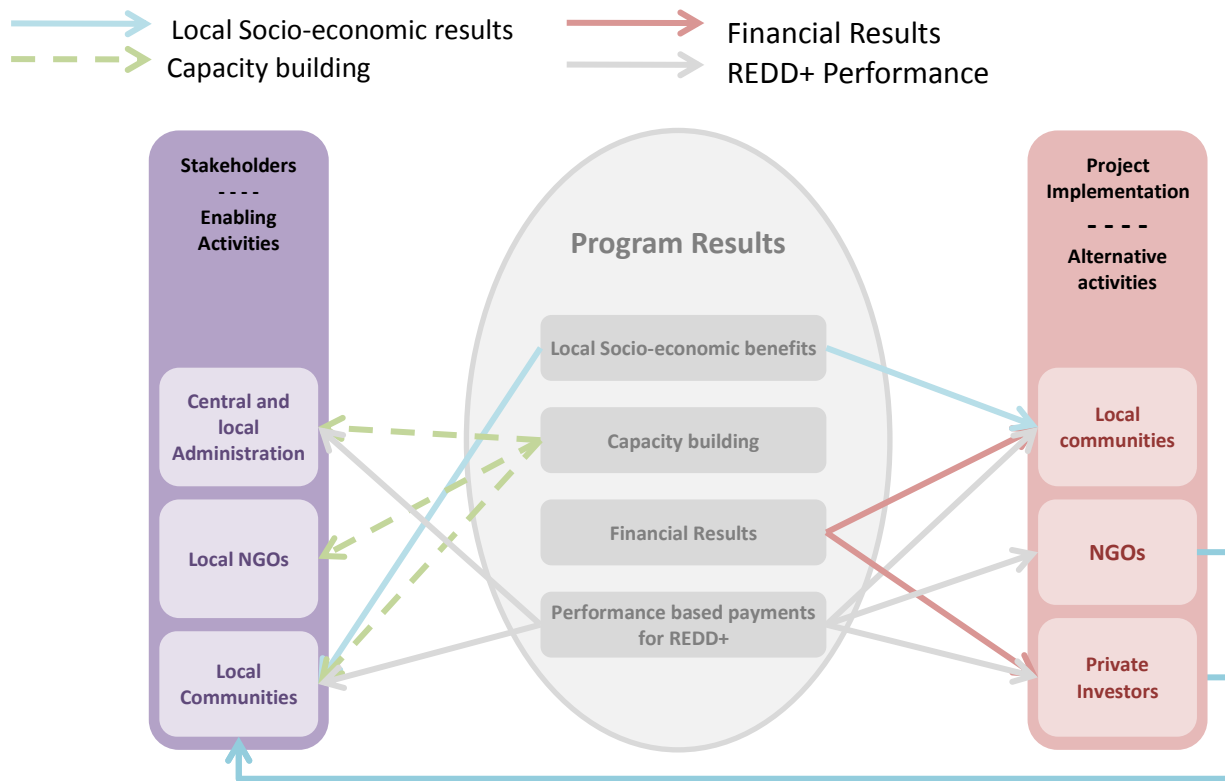 Local Socio-economic results
Capacity building
Financial Results
REDD+ Performance
Stakeholders
- - - -
Enabling
Activities
Central and
local
Administration
Local NGOs
Local
Communities
Program Results
Local Socio-economic benefits
Capacity building
Financial Results
Performance based payments
for REDD+
Project
Implementation
- - - -
Alternative
activities
Local
communities
NGOs
Private
Investors